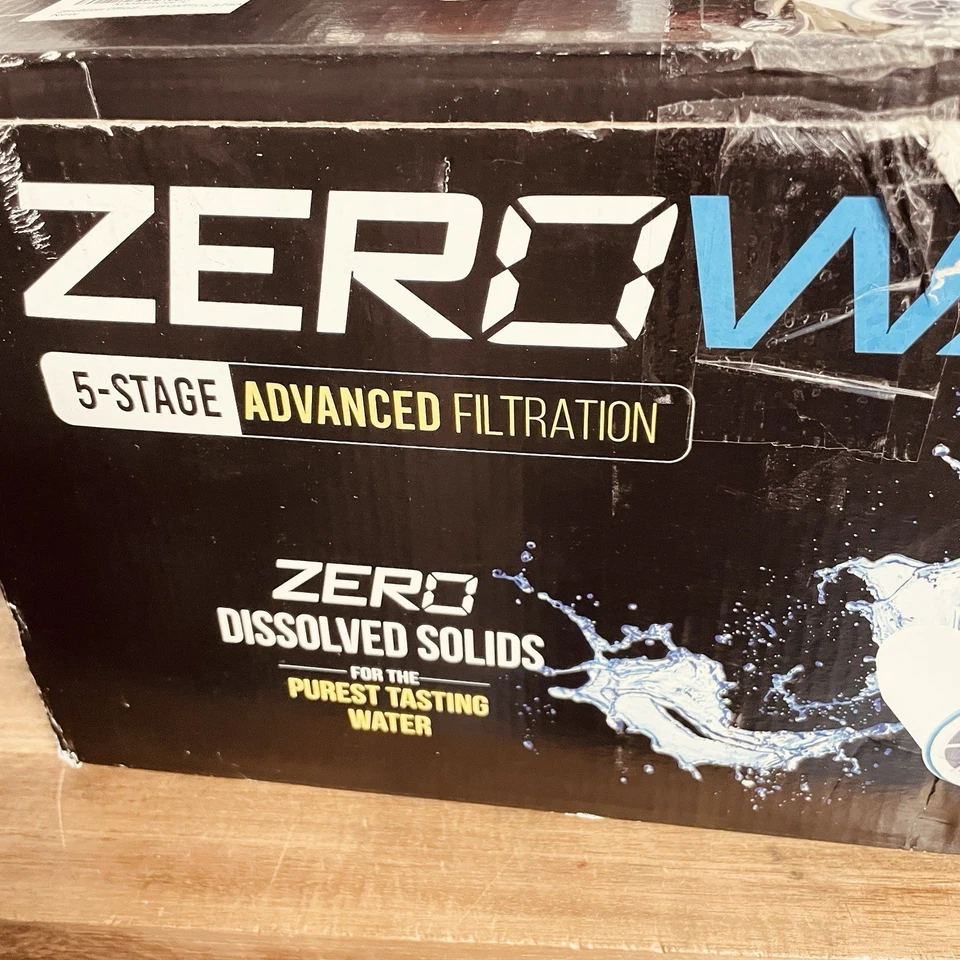 ZERO
5-STAGE ADVANCED FILTRATION
ZERO
DISSOLVED SOLIDS
FOR THE
PUREST TASTING
WATER